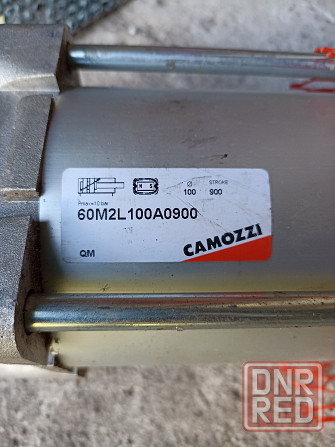 N S
Ø STROKE
Pmax=10 bar 100 900
60M2L100A0900
QM CAMOZZI
DNR
RED